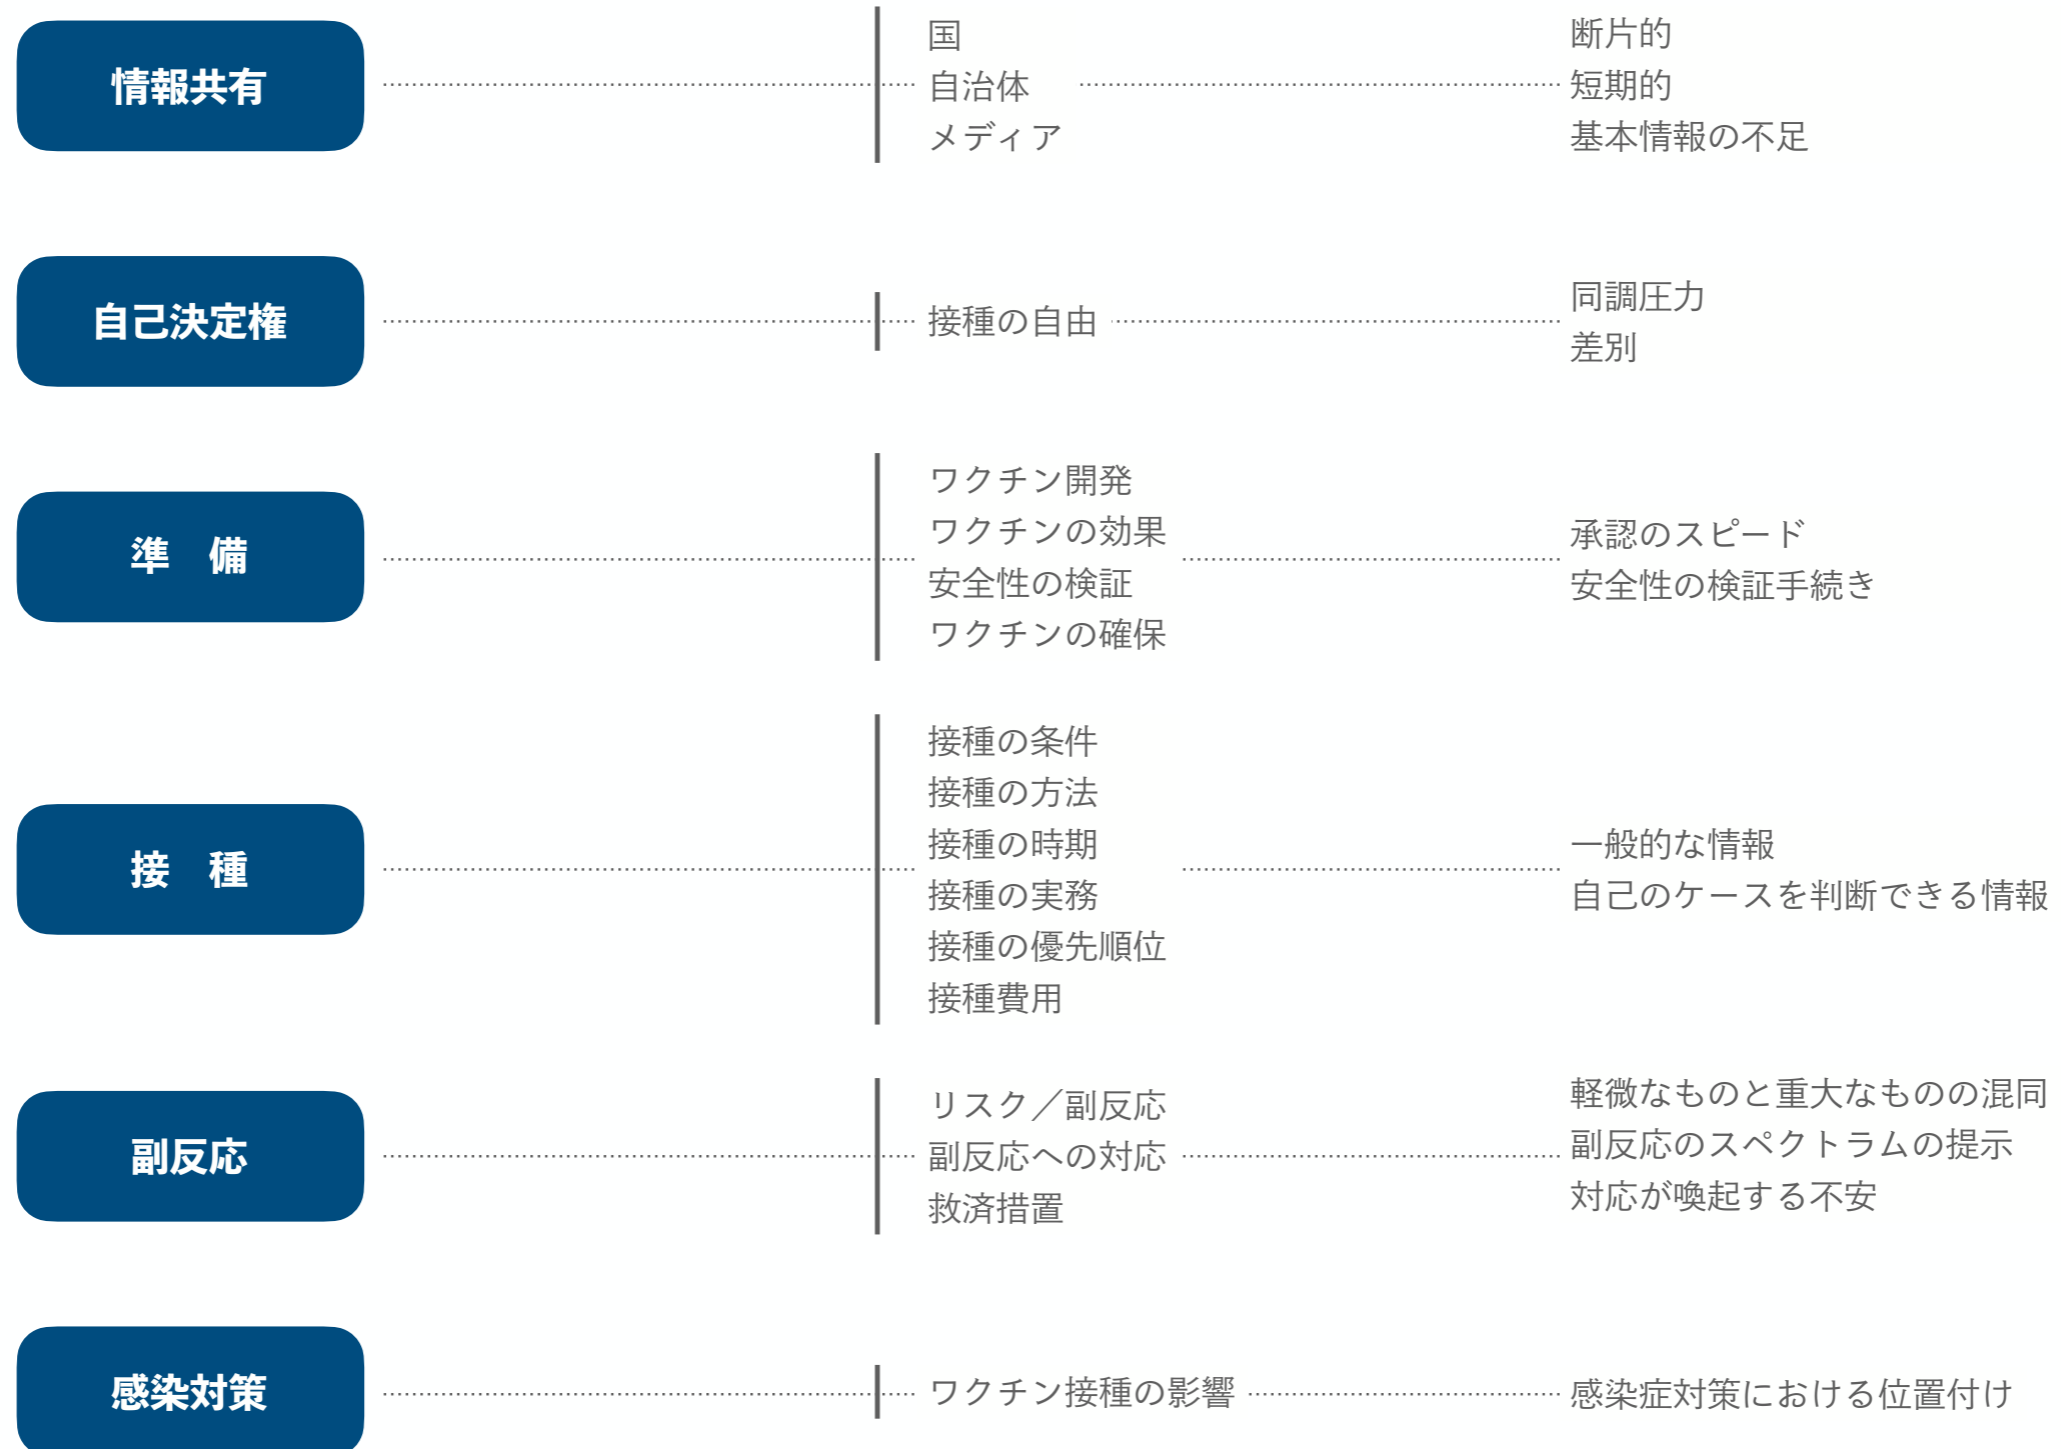 情報共有
国
自治体
メディア
断片的
短期的
基本情報の不足
自己決定権
接種の自由
同調圧力
差別
準　備
ワクチン開発
ワクチンの効果
安全性の検証
ワクチンの確保
承認のスピード
安全性の検証手続き
接　種
接種の条件
接種の方法
接種の時期
接種の実務
接種の優先順位
接種費用
一般的な情報
自己のケースを判断できる情報
副反応
リスク／副反応
副反応への対応
救済措置
軽微なものと重大なものの混同
副反応のスペクトラムの提示
対応が喚起する不安
感染対策
ワクチン接種の影響
感染症対策における位置付け